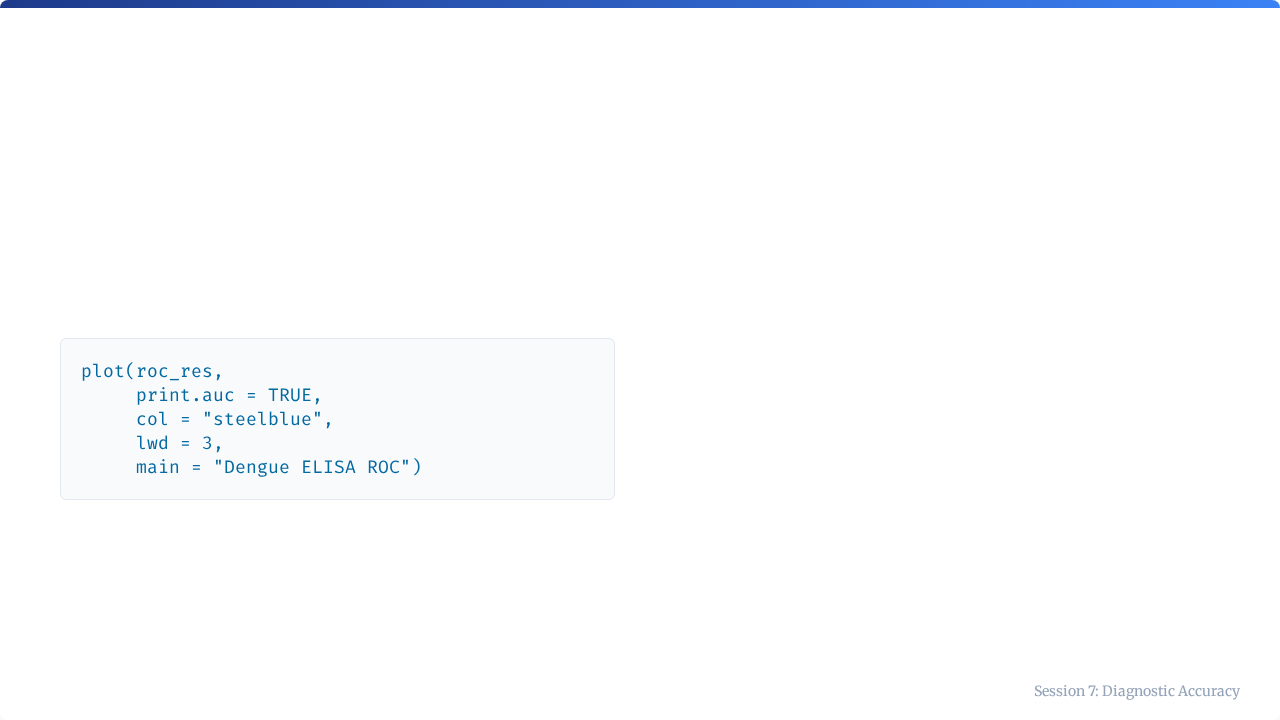 plot(roc_res,
     print.auc = TRUE,
     col = "steelblue",
     lwd = 3,
     main = "Dengue ELISA ROC")
Session 7: Diagnostic Accuracy